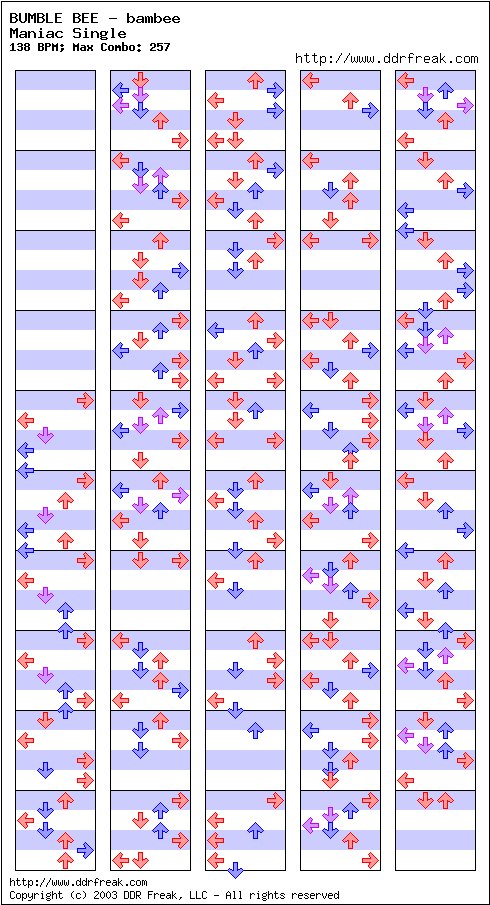 BUMBLE BEE - bambee
Maniac Single
138 BPM; Max Combo: 257
http://www.ddrfreak.com
http://www.ddrfreak.com
Copyright (c) 2003 DDR Freak, LLC - All rights reserved